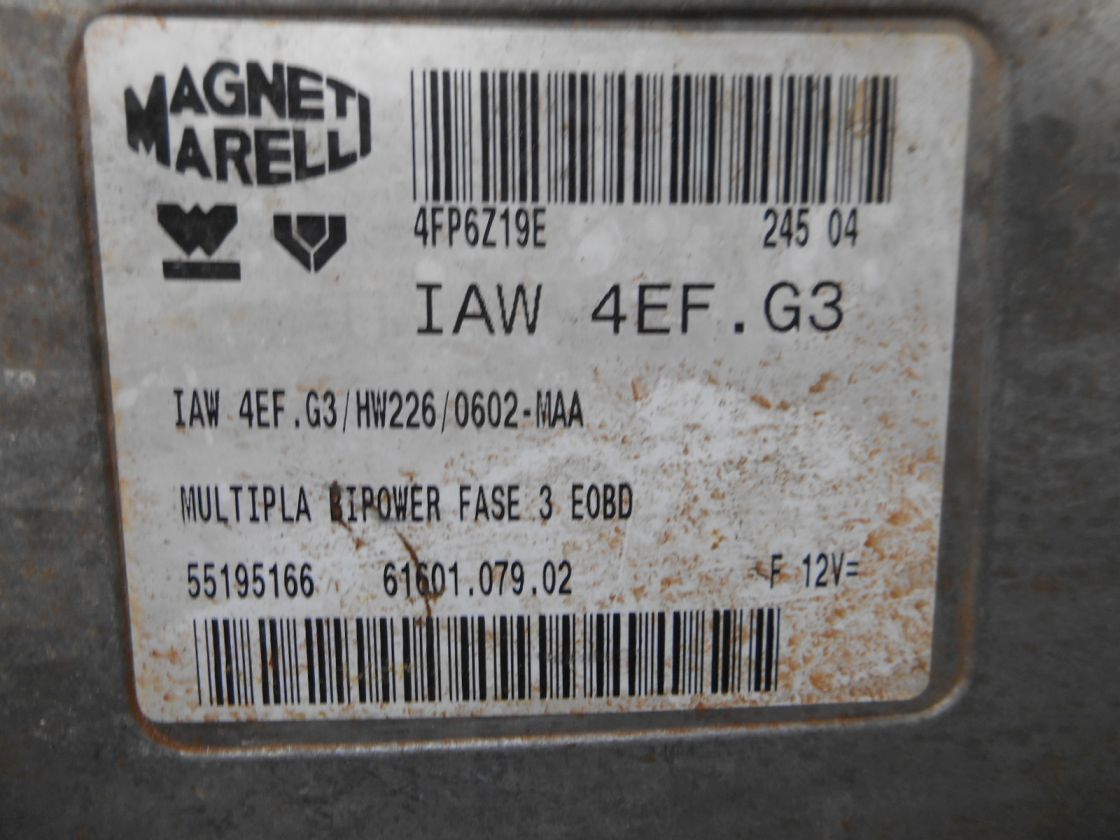 MAGNETI
MARELLI
W
4FP6Z19E 245 04
IAW 4EF.G3
IAW 4EF.G3/HW226/0602-MAA
MULTIPLA BIPOWER FASE 3 EOBD
55195166 61601.079.02 F 12V=